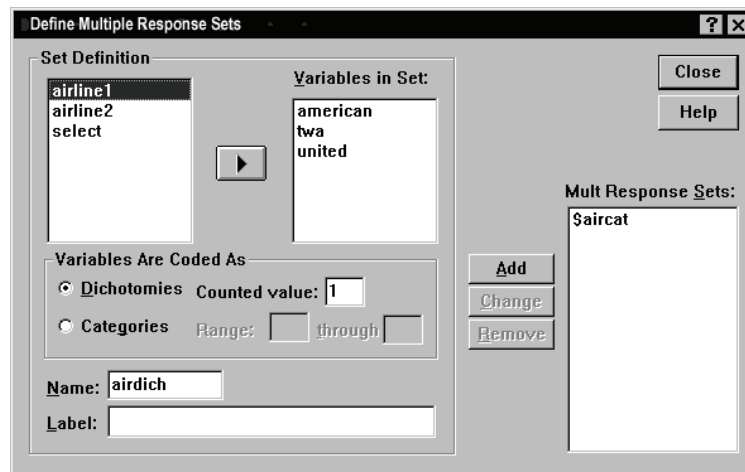 Define Multiple Response Sets
Set Definition
airline1
airline2
select
Variables in Set:
american
twa
united
Variables Are Coded As
Dichotomies Counted value: 1
Categories Range: through
Name: airdich
Label:
Add
Change
Remove
Close
Help
Mult Response Sets:
$aircat